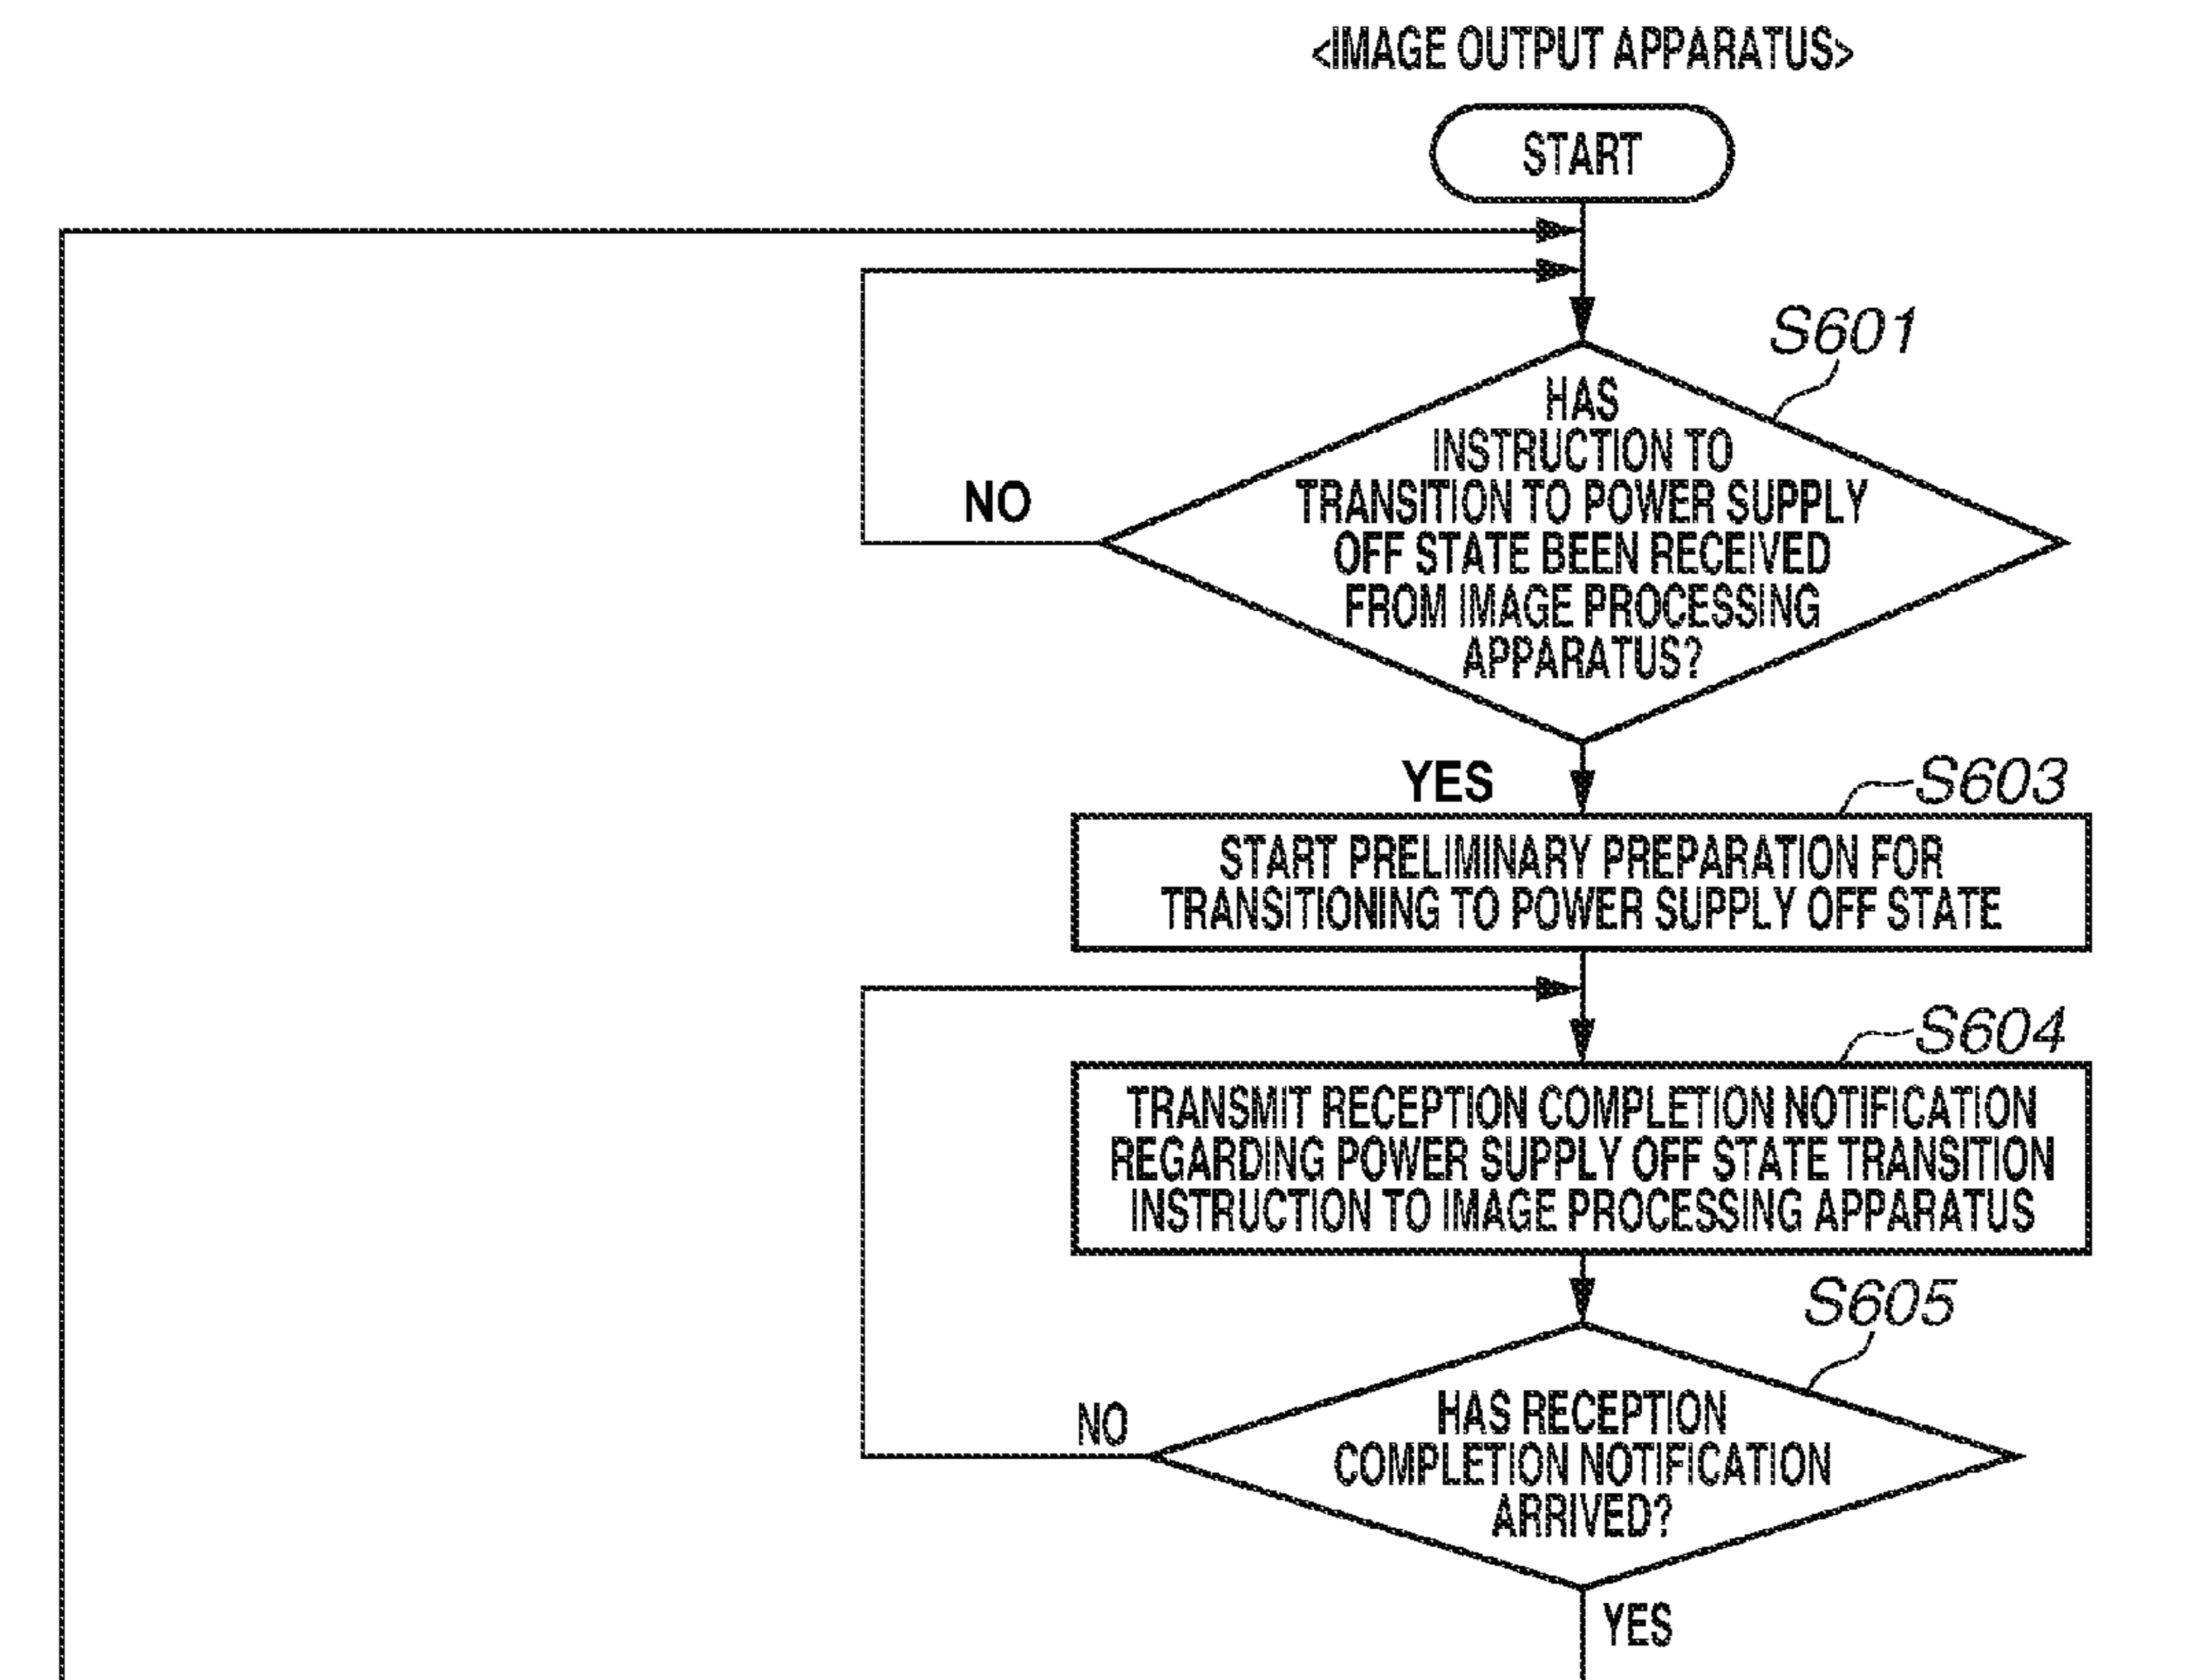 <IMAGE OUTPUT APPARATUS>
START
S601
HAS
INSTRUCTION TO
TRANSITION TO POWER SUPPLY
OFF STATE BEEN RECEIVED
FROM IMAGE PROCESSING
APPARATUS?
NO
YES
S603
START PRELIMINARY PREPARATION FOR
TRANSITIONING TO POWER SUPPLY OFF STATE
S604
TRANSMIT RECEPTION COMPLETION NOTIFICATION
REGARDING POWER SUPPLY OFF STATE TRANSITION
INSTRUCTION TO IMAGE PROCESSING APPARATUS
S605
HAS RECEPTION
COMPLETION NOTIFICATION
ARRIVED?
NO
YES